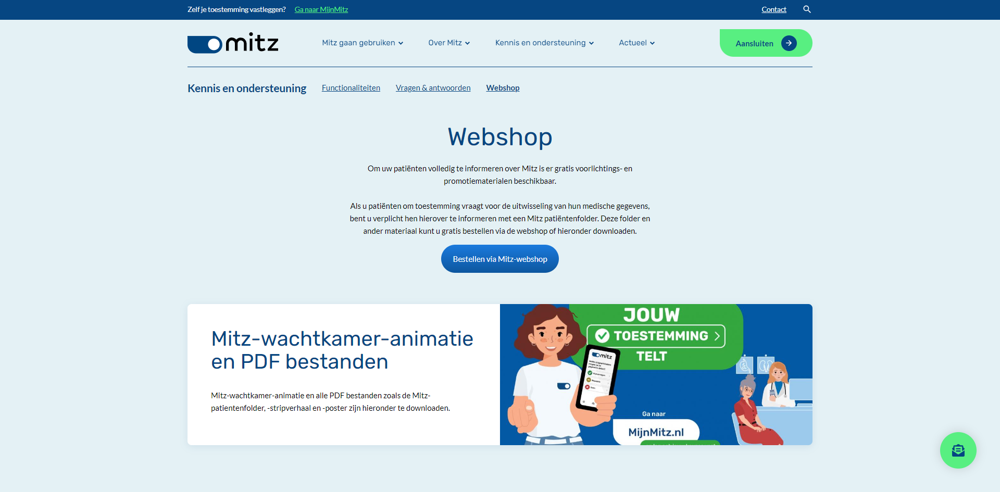 Zelf je toestemming vastleggen? Ga naar MijnMitz Contact
mitz Mitz gaan gebruiken Over Mitz Kennis en ondersteuning Actueel Aansluiten
Kennis en ondersteuning Functionaliteiten Vragen & antwoorden Webshop
Webshop
Om uw patiënten volledig te informeren over Mitz is er gratis voorlichtings- en
promotiematerialen beschikbaar.
Als u patiënten om toestemming vraagt voor de uitwisseling van hun medische gegevens,
bent u verplicht hen hierover te informeren met een Mitz patiëntenfolder. Deze folder en
ander materiaal kunt u gratis bestellen via de webshop of hieronder downloaden.
Bestellen via Mitz-webshop
Mitz-wachtkamer-animatie
en PDF bestanden
Mitz-wachtkamer-animatie en alle PDF bestanden zoals de Mitz-
patientenfolder, -stripverhaal en -poster zijn hieronder te downloaden.
JOUW
TOESTEMMING
TELT
mitz
Ga naar
MijnMitz.nl